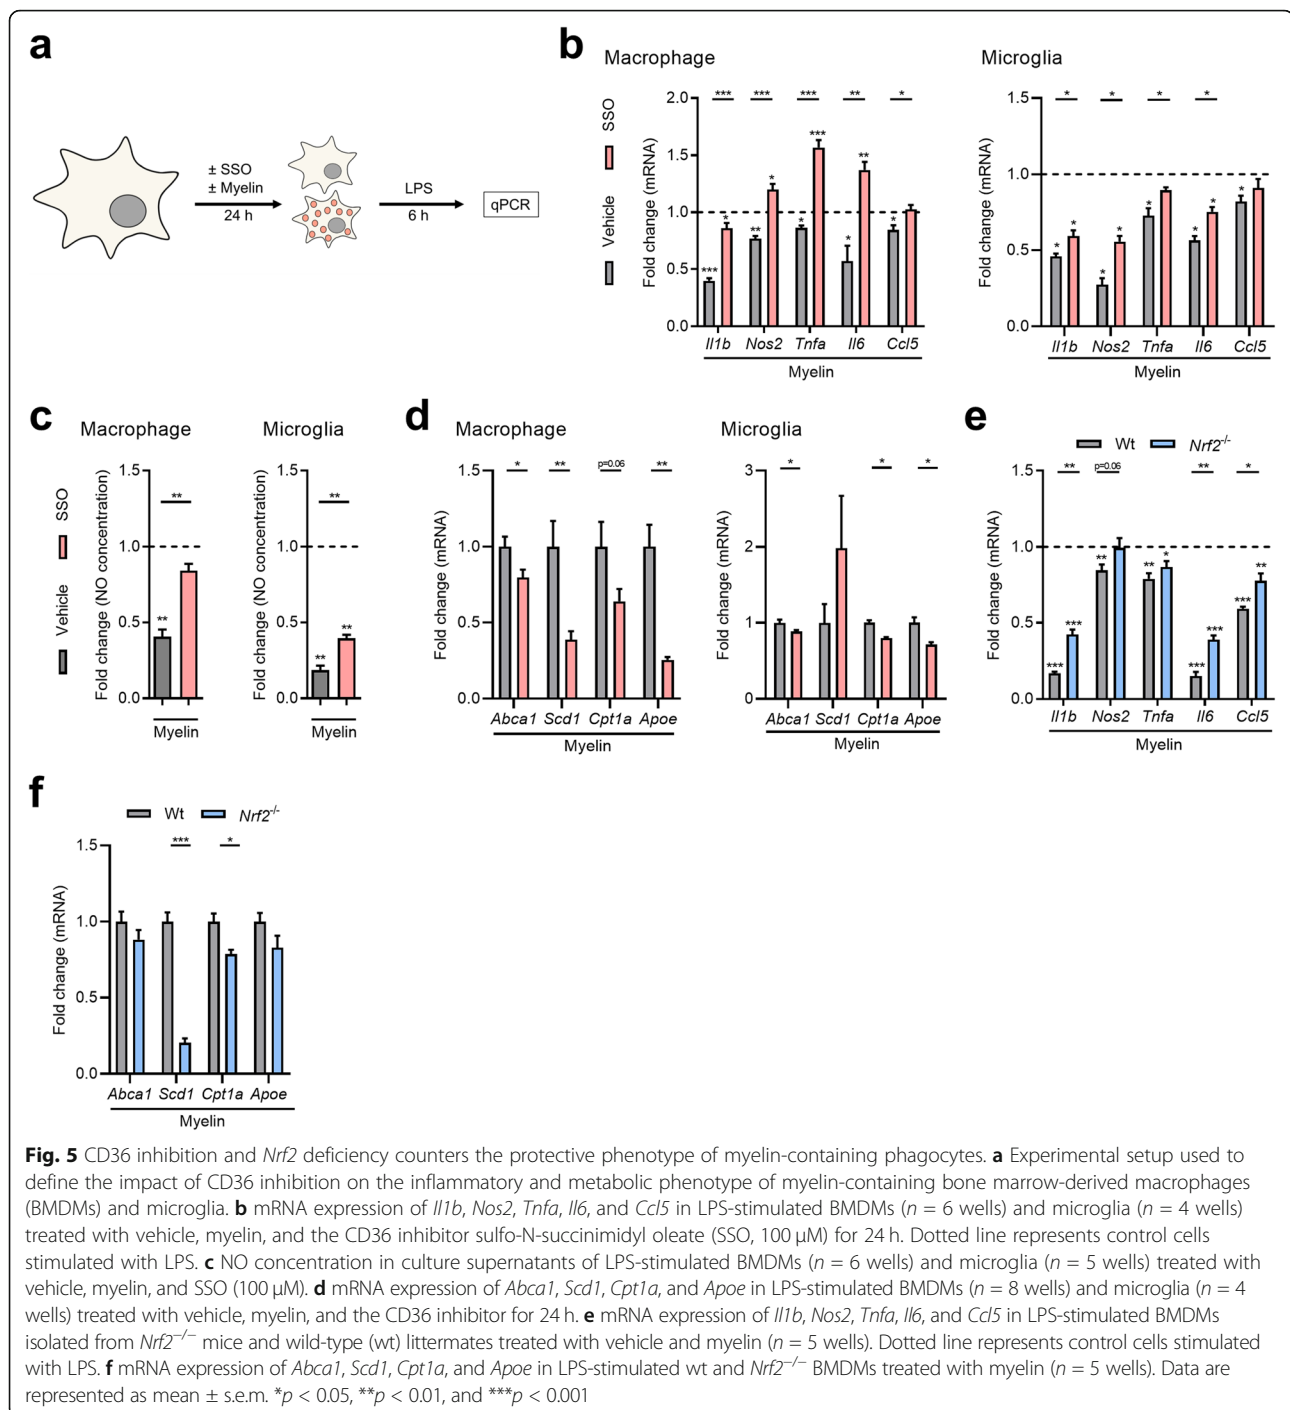 a
± SSO
± Myelin
24 h
LPS
6 h
qPCR
b
Macrophage
Vehicle
SSO
Fold change (mRNA)
2.0
1.5
1.0
0.5
0.0
*** *** *** ** *
*** * ** * * *** * ** *
Il1b Nos2 Tnfa Il6 Ccl5
Myelin
Microglia
Fold change (mRNA)
1.5
1.0
0.5
0.0
* * * *
* * * * * * *
Il1b Nos2 Tnfa Il6 Ccl5
Myelin
c
Vehicle
SSO
Macrophage
Fold change (NO concentration)
1.5
1.0
0.5
0.0
**
**
Myelin
Microglia
Fold change (NO concentration)
1.5
1.0
0.5
0.0
**
** **
Myelin
d
Macrophage
Fold change (mRNA)
1.5
1.0
0.5
0.0
* ** p=0.06 **
Abca1 Scd1 Cpt1a Apoe
Myelin
Microglia
Fold change (mRNA)
3
2
1
0
* * *
Abca1 Scd1 Cpt1a Apoe
Myelin
e
Wt Nrf2-/-
Fold change (mRNA)
1.5
1.0
0.5
0.0
** p=0.06 ** *
*** *** ** ** * *** *** *** **
Il1b Nos2 Tnfa Il6 Ccl5
Myelin
f
Wt Nrf2-/-
Fold change (mRNA)
1.5
1.0
0.5
0.0
*** *
Abca1 Scd1 Cpt1a Apoe
Myelin
Fig. 5 CD36 inhibition and Nrf2 deficiency counters the protective phenotype of myelin-containing phagocytes. a Experimental setup used to
define the impact of CD36 inhibition on the inflammatory and metabolic phenotype of myelin-containing bone marrow-derived macrophages
(BMDMs) and microglia. b mRNA expression of Il1b, Nos2, Tnfa, Il6, and Ccl5 in LPS-stimulated BMDMs (n = 6 wells) and microglia (n = 4 wells)
treated with vehicle, myelin, and the CD36 inhibitor sulfo-N-succinimidyl oleate (SSO, 100 μM) for 24 h. Dotted line represents control cells
stimulated with LPS. c NO concentration in culture supernatants of LPS-stimulated BMDMs (n = 6 wells) and microglia (n = 5 wells) treated with
vehicle, myelin, and SSO (100 μM). d mRNA expression of Abca1, Scd1, Cpt1a, and Apoe in LPS-stimulated BMDMs (n = 8 wells) and microglia (n = 4
wells) treated with vehicle, myelin, and the CD36 inhibitor for 24 h. e mRNA expression of Il1b, Nos2, Tnfa, Il6, and Ccl5 in LPS-stimulated BMDMs
isolated from Nrf2−/− mice and wild-type (wt) littermates treated with vehicle and myelin (n = 5 wells). Dotted line represents control cells stimulated
with LPS. f mRNA expression of Abca1, Scd1, Cpt1a, and Apoe in LPS-stimulated wt and Nrf2−/− BMDMs treated with myelin (n = 5 wells). Data are
represented as mean ± s.e.m. *p < 0.05, **p < 0.01, and ***p < 0.001